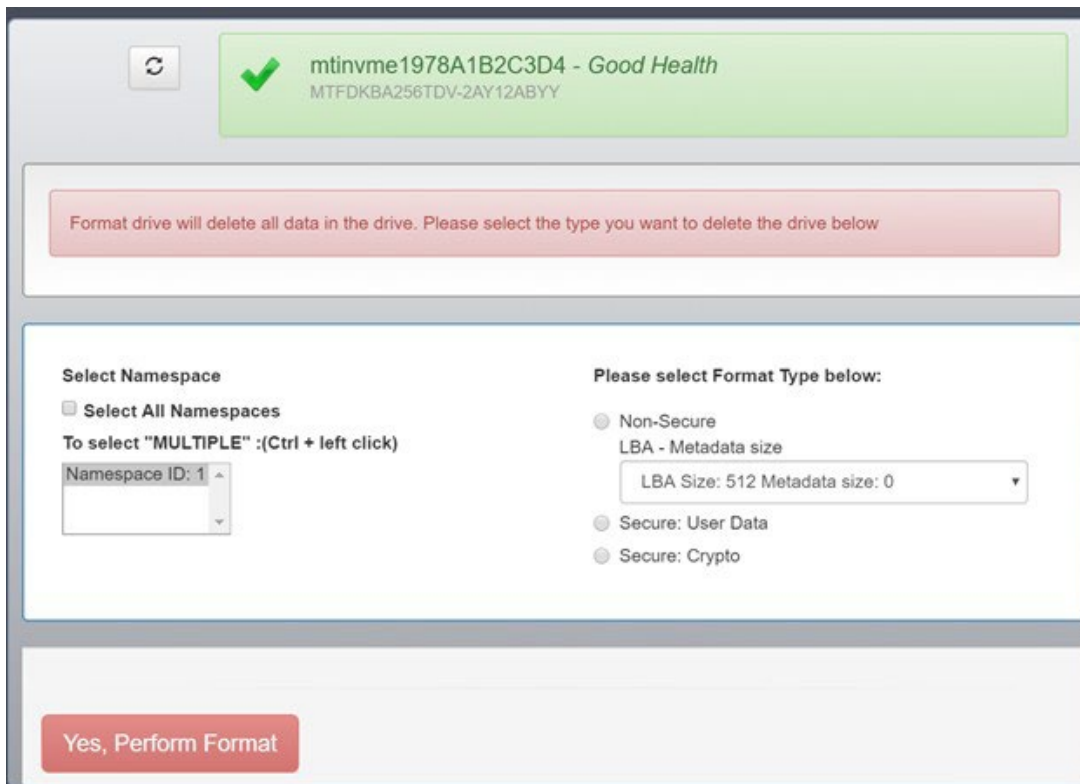 mtinvme1978A1B2C3D4 - Good Health
MTFDKBA256TDV-2AY12ABYY
Format drive will delete all data in the drive. Please select the type you want to delete the drive below
Select Namespace
Select All Namespaces
To select "MULTIPLE" :(Ctrl + left click)
Namespace ID: 1
Please select Format Type below:
Non-Secure
LBA - Metadata size
LBA Size: 512 Metadata size: 0
Secure: User Data
Secure: Crypto
Yes, Perform Format